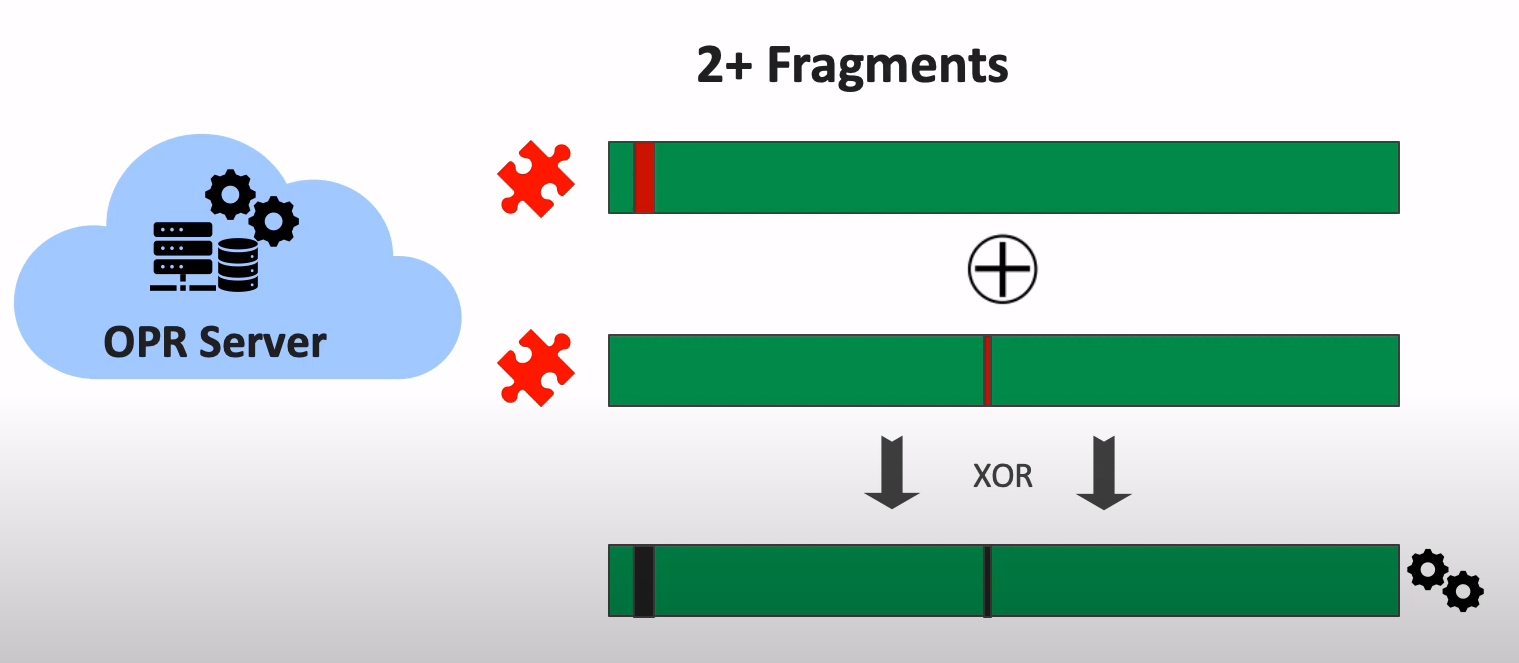 2+ Fragments
OPR Server
XOR